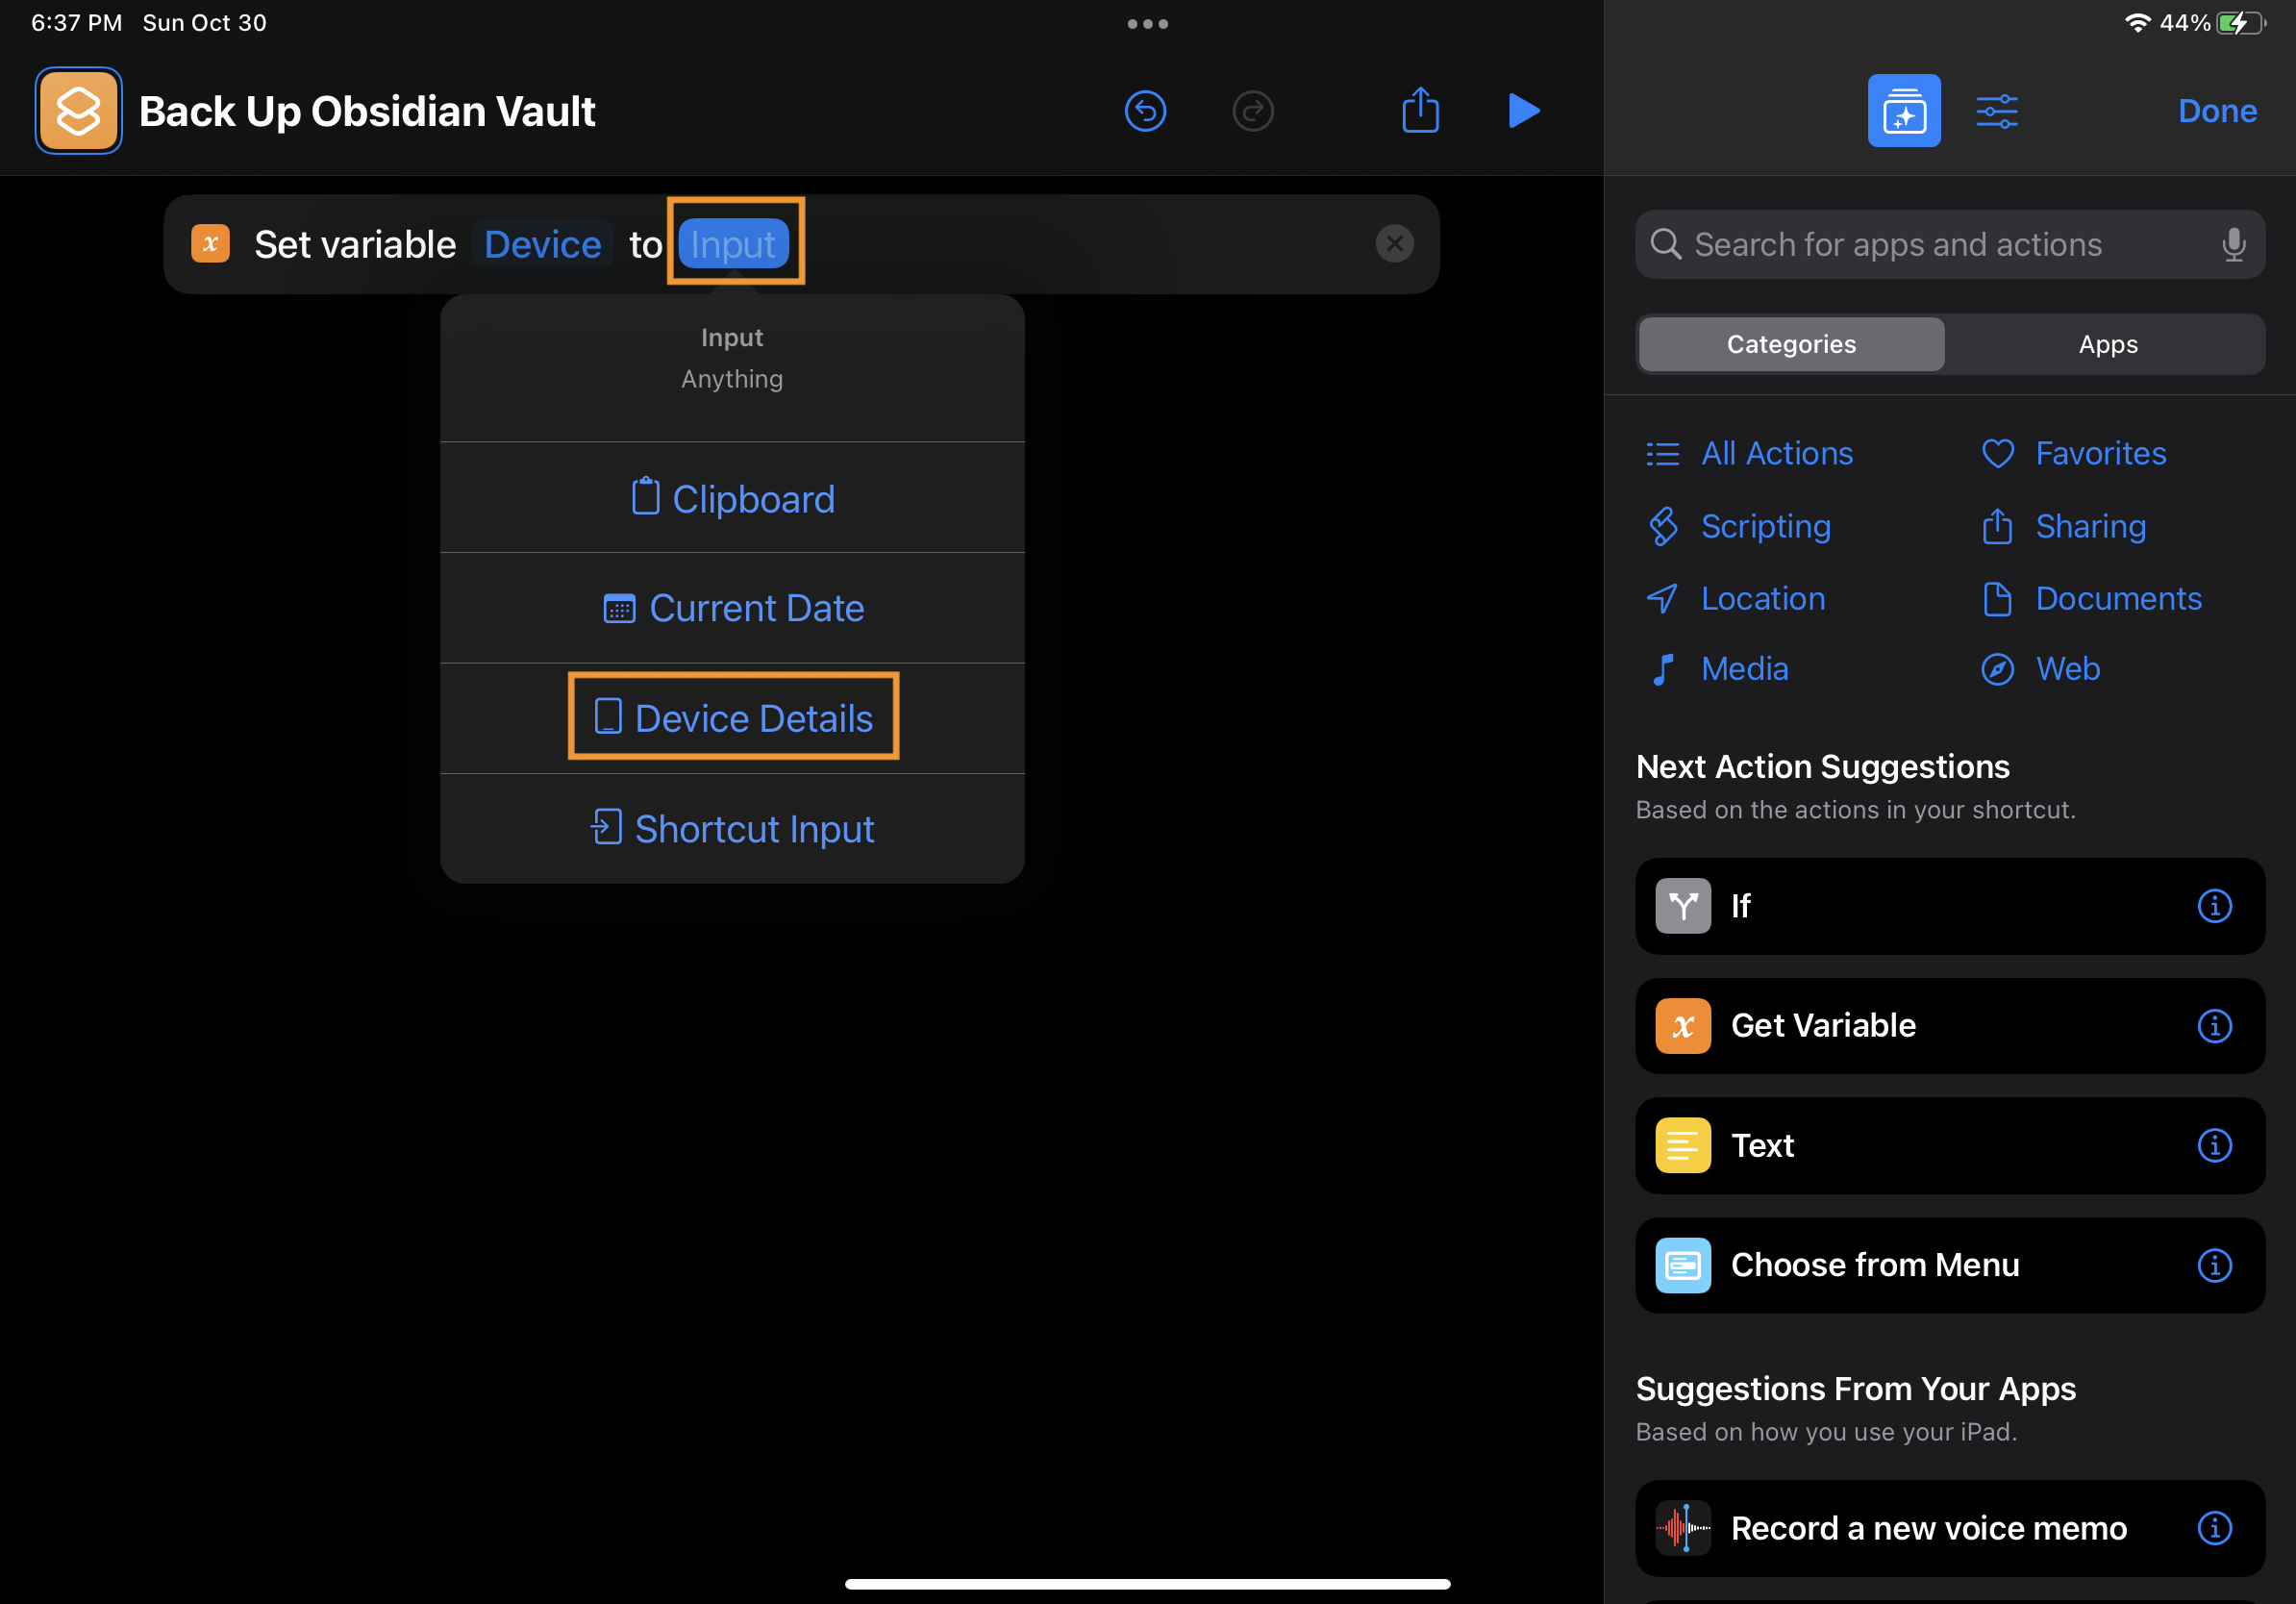 6:37 PM Sun Oct 30
44%
Back Up Obsidian Vault
Done
Set variable Device to Input
Input
Anything
Clipboard
Current Date
Device Details
Shortcut Input
Search for apps and actions
Categories Apps
All Actions Favorites
Scripting Sharing
Location Documents
Media Web
Next Action Suggestions
Based on the actions in your shortcut.
If
Get Variable
Text
Choose from Menu
Suggestions From Your Apps
Based on how you use your iPad.
Record a new voice memo